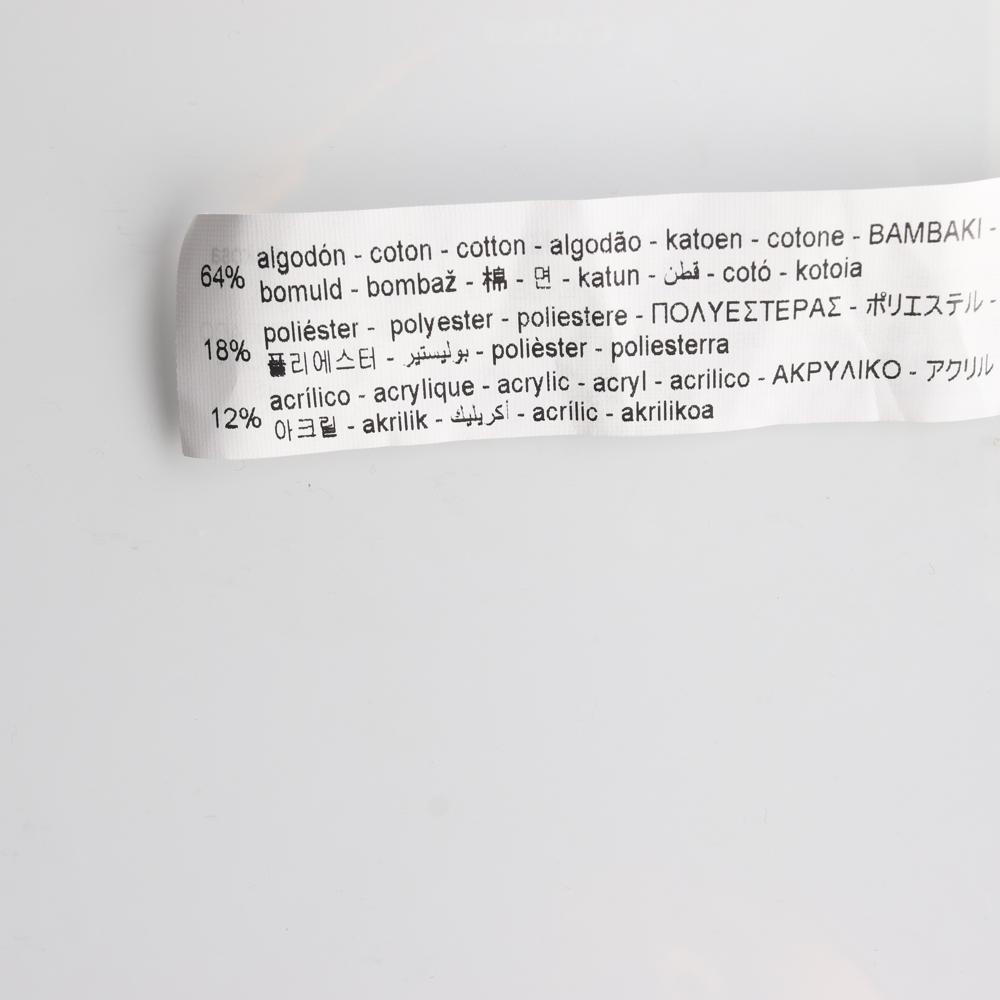 64% algodón - coton - cotton - algodão - katoen - cotone - BAMBAKI -
bomuld - bombaž - 棉 - 면 - katun - قطن - cotó - kotoia
18% poliéster - polyester - poliestere - ΠΟΛΥΕΣΤΕΡΑΣ - ポリエステル -
폴리에스터 - بوليستير - polièster - poliesterra
12% acrílico - acrylique - acrylic - acryl - acrilico - ΑΚΡΥΛΙΚΟ - アクリル
아크릴 - akrilik - أكريليك - acrílic - akrilikoa